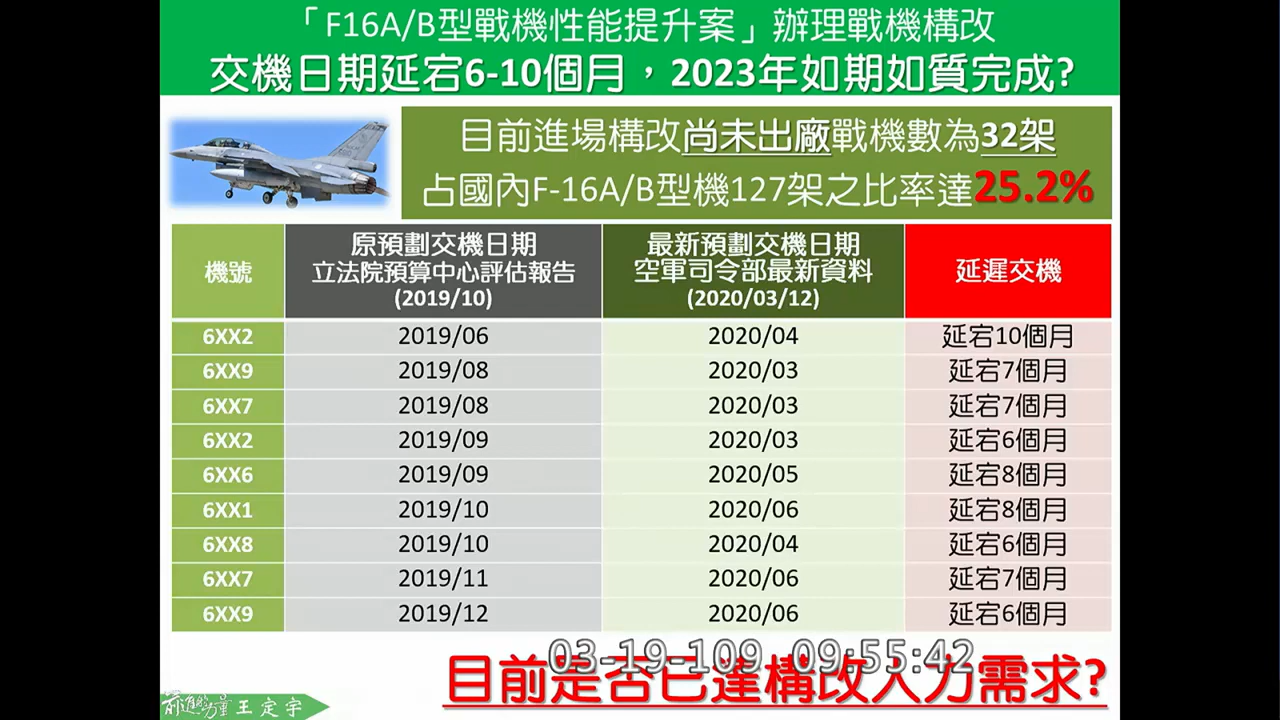 「F16A/B型戰機性能提升案」辦理戰機構改
交機日期延宕6-10個月，2023年如期如質完成?
目前進場構改尚未出廠戰機數為32架
占國內F-16A/B型機127架之比率達25.2%
機號
原預劃交機日期
立法院預算中心評估報告
(2019/10)
最新預劃交機日期
空軍司令部最新資料
(2020/03/12)
延遲交機
6XX2 2019/06 2020/04 延宕10個月
6XX9 2019/08 2020/03 延宕7個月
6XX7 2019/08 2020/03 延宕7個月
6XX2 2019/09 2020/03 延宕6個月
6XX6 2019/09 2020/05 延宕8個月
6XX1 2019/10 2020/06 延宕8個月
6XX8 2019/10 2020/04 延宕6個月
6XX7 2019/11 2020/06 延宕7個月
6XX9 2019/12 2020/06 延宕6個月
03-19-109 09:55:42
目前是否已達構改人力需求?
前進的力量 王定宇